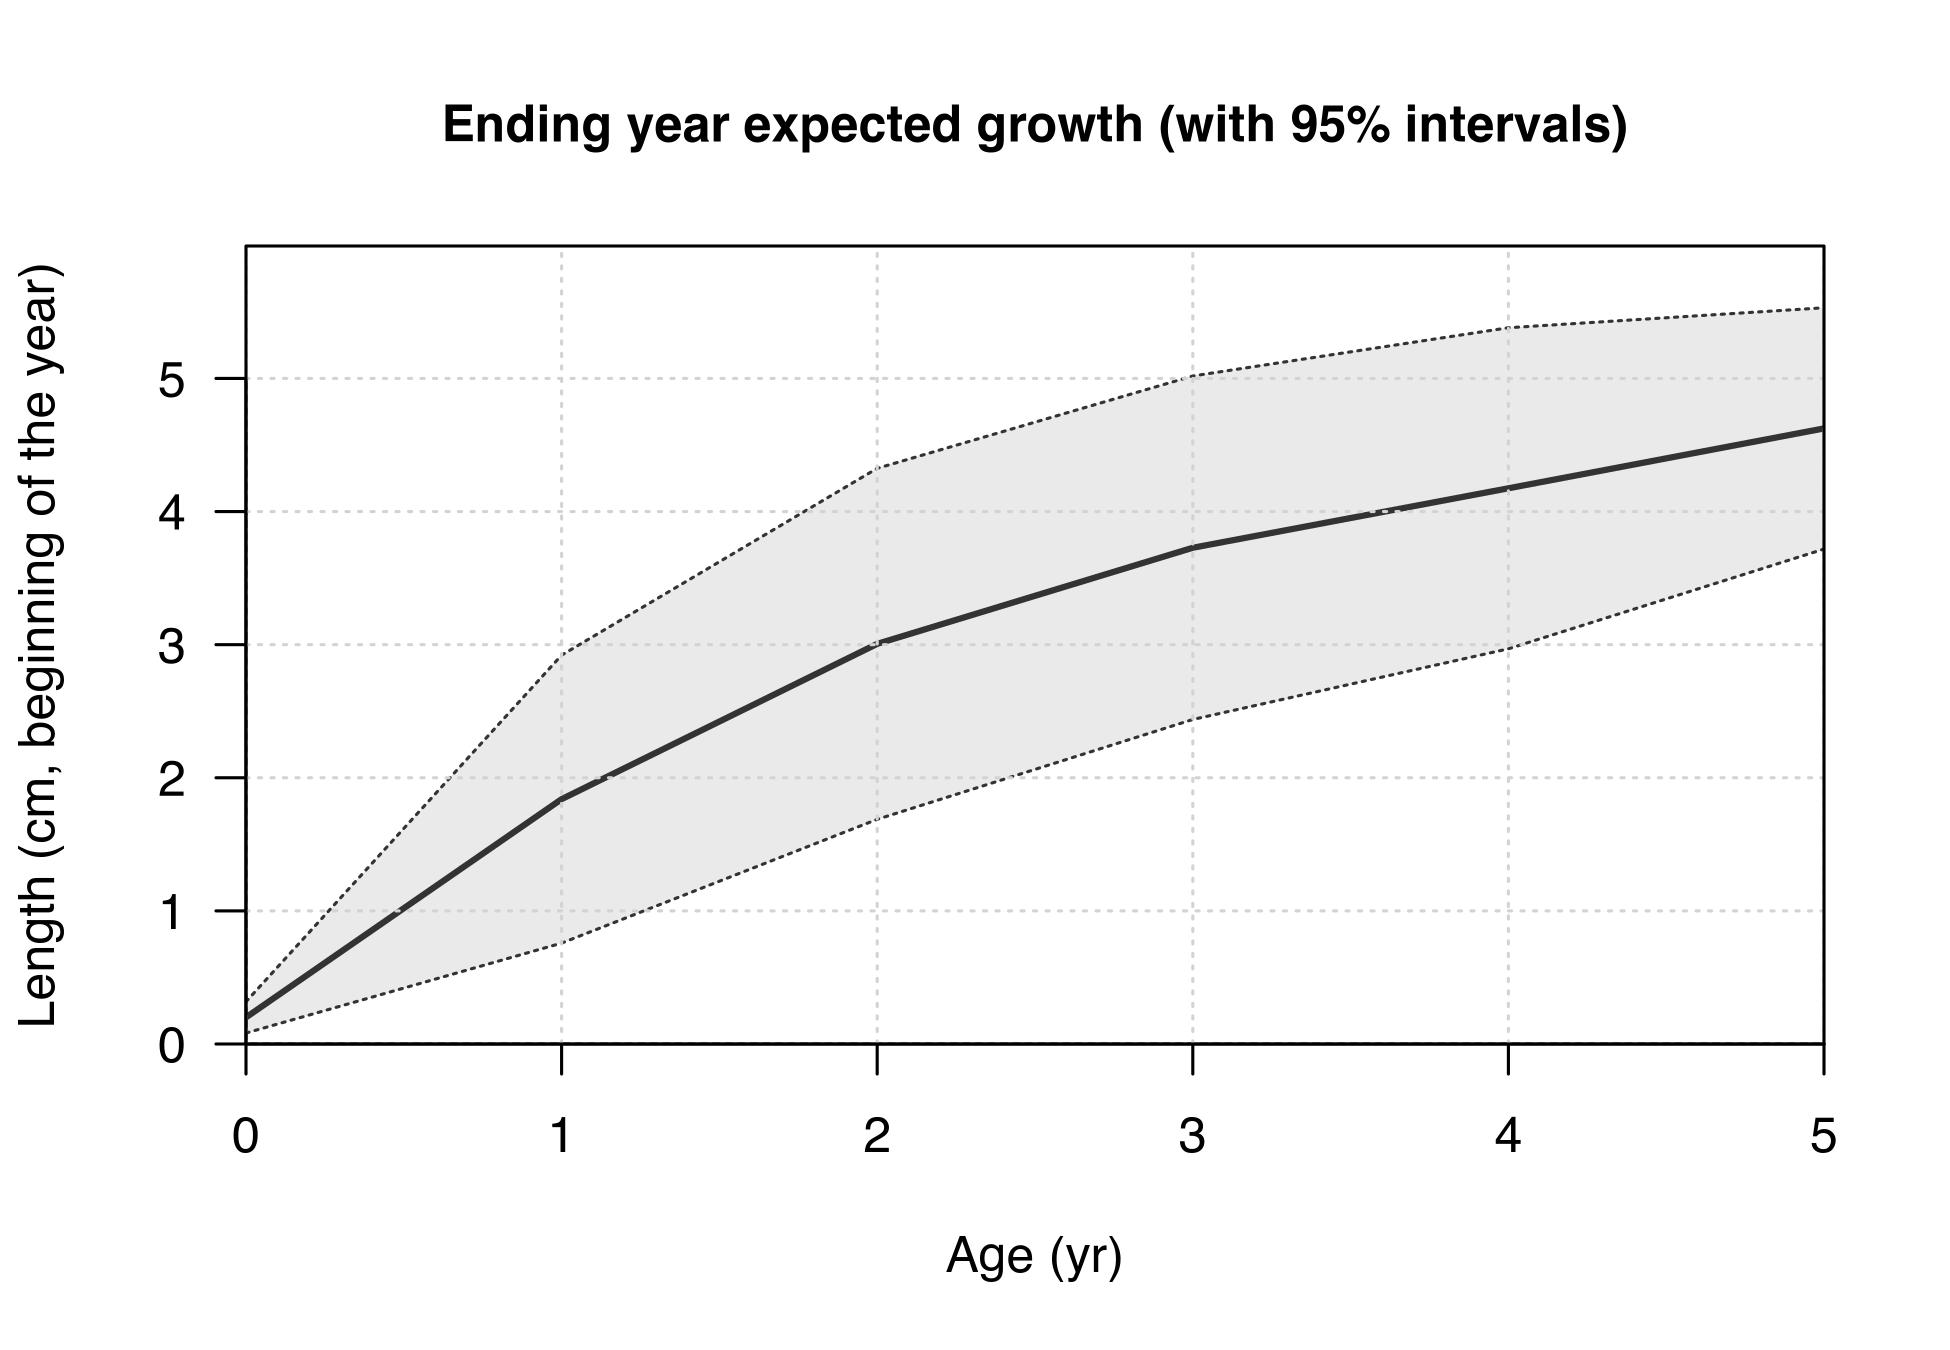 Ending year expected growth (with 95% intervals)
Length (cm, beginning of the year)
5
4
3
2
1
0
0 1 2 3 4 5
Age (yr)